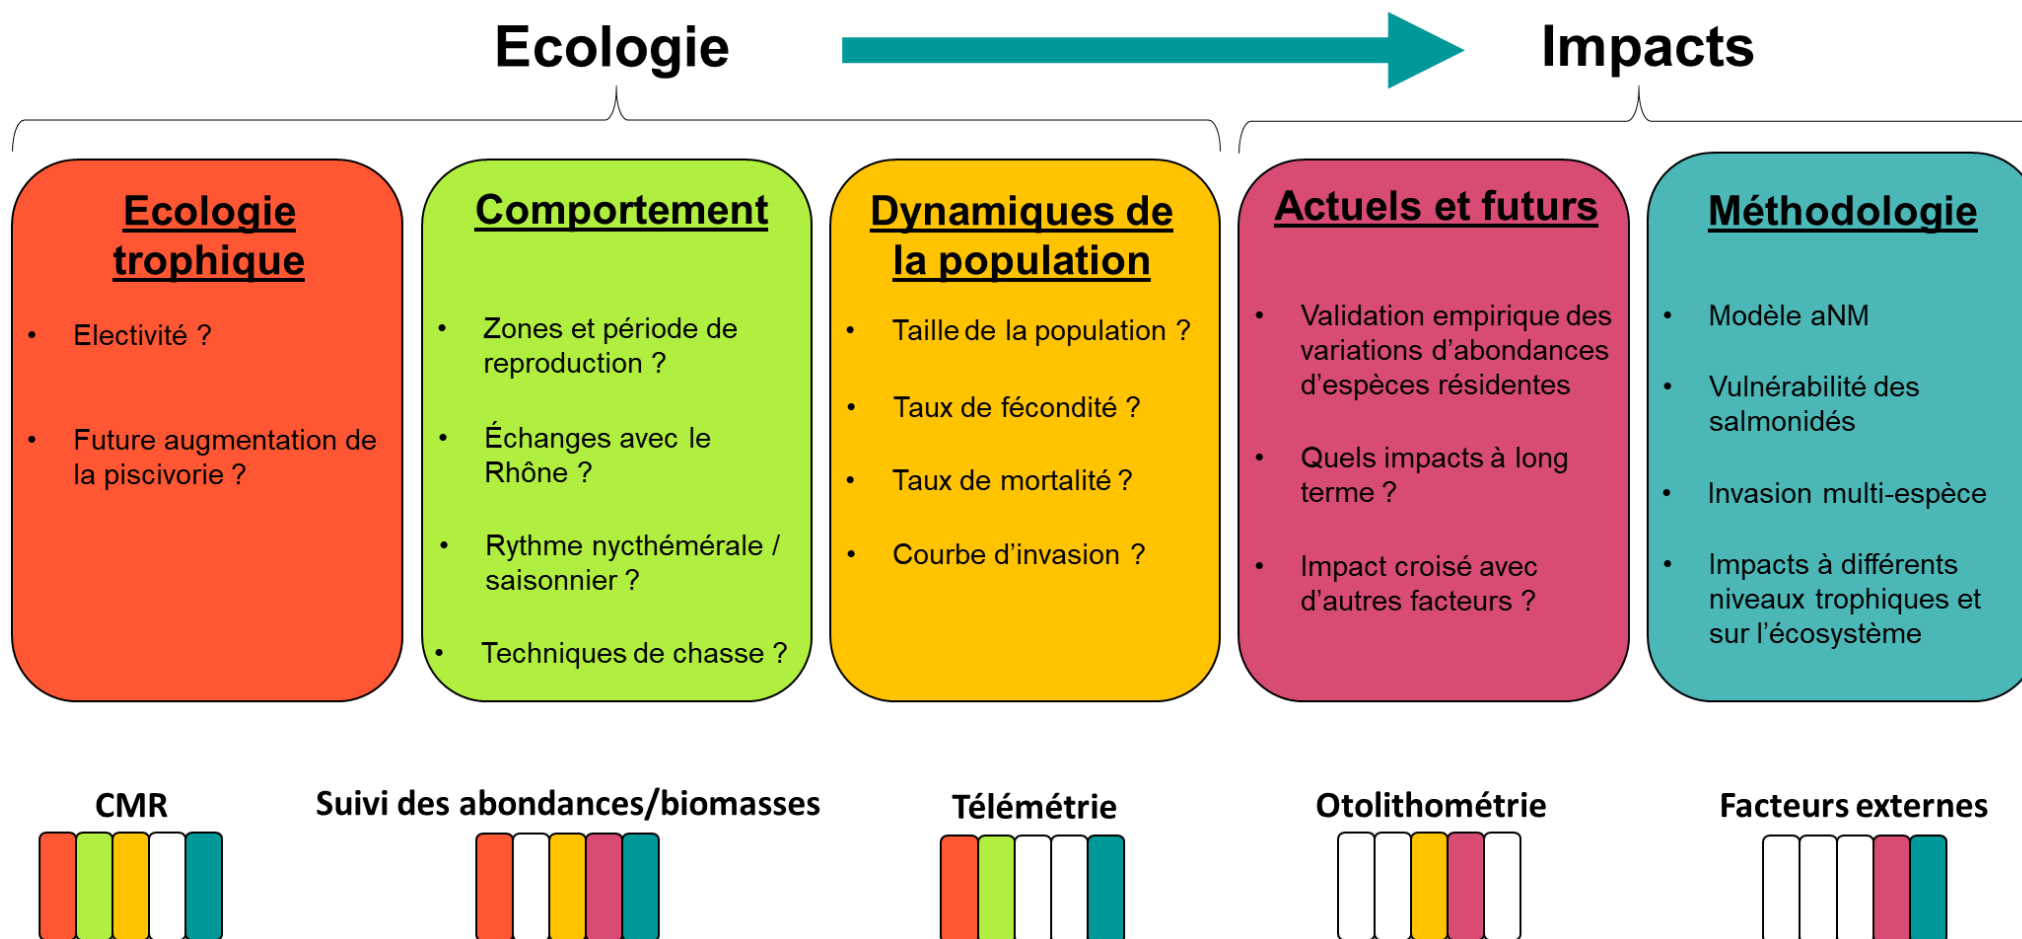 Ecologie
Impacts
Ecologie
trophique
• Electivité ?
• Future augmentation de
la piscivorie ?
Comportement
• Zones et période de
reproduction ?
• Échanges avec le
Rhône ?
• Rythme nycthémérale /
saisonnier ?
• Techniques de chasse ?
Dynamiques de
la population
• Taille de la population ?
• Taux de fécondité ?
• Taux de mortalité ?
• Courbe d’invasion ?
Actuels et futurs
• Validation empirique des
variations d’abondances
d’espèces résidentes
• Quels impacts à long
terme ?
• Impact croisé avec
d’autres facteurs ?
Méthodologie
• Modèle aNM
• Vulnérabilité des
salmonidés
• Invasion multi-espèce
• Impacts à différents
niveaux trophiques et
sur l’écosystème
CMR
Suivi des abondances/biomasses
Télémétrie
Otolithométrie
Facteurs externes